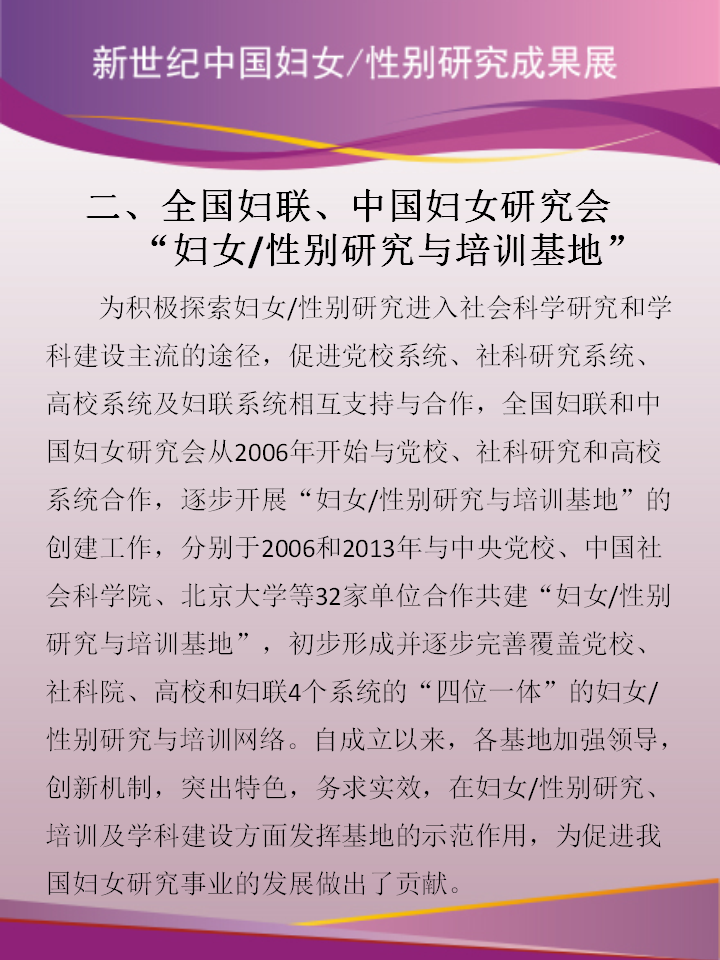 新世纪中国妇女/性别研究成果展
二、全国妇联、中国妇女研究会
“妇女/性别研究与培训基地”
为积极探索妇女/性别研究进入社会科学研究和学
科建设主流的途径，促进党校系统、社科研究系统、
高校系统及妇联系统相互支持与合作，全国妇联和中
国妇女研究会从2006年开始与党校、社科研究和高校
系统合作，逐步开展“妇女/性别研究与培训基地”的
创建工作，分别于2006和2013年与中央党校、中国社
会科学院、北京大学等32家单位合作共建“妇女/性别
研究与培训基地”，初步形成并逐步完善覆盖党校、
社科院、高校和妇联4个系统的“四位一体”的妇女/
性别研究与培训网络。自成立以来，各基地加强领导，
创新机制，突出特色，务求实效，在妇女/性别研究、
培训及学科建设方面发挥基地的示范作用，为促进我
国妇女研究事业的发展做出了贡献。